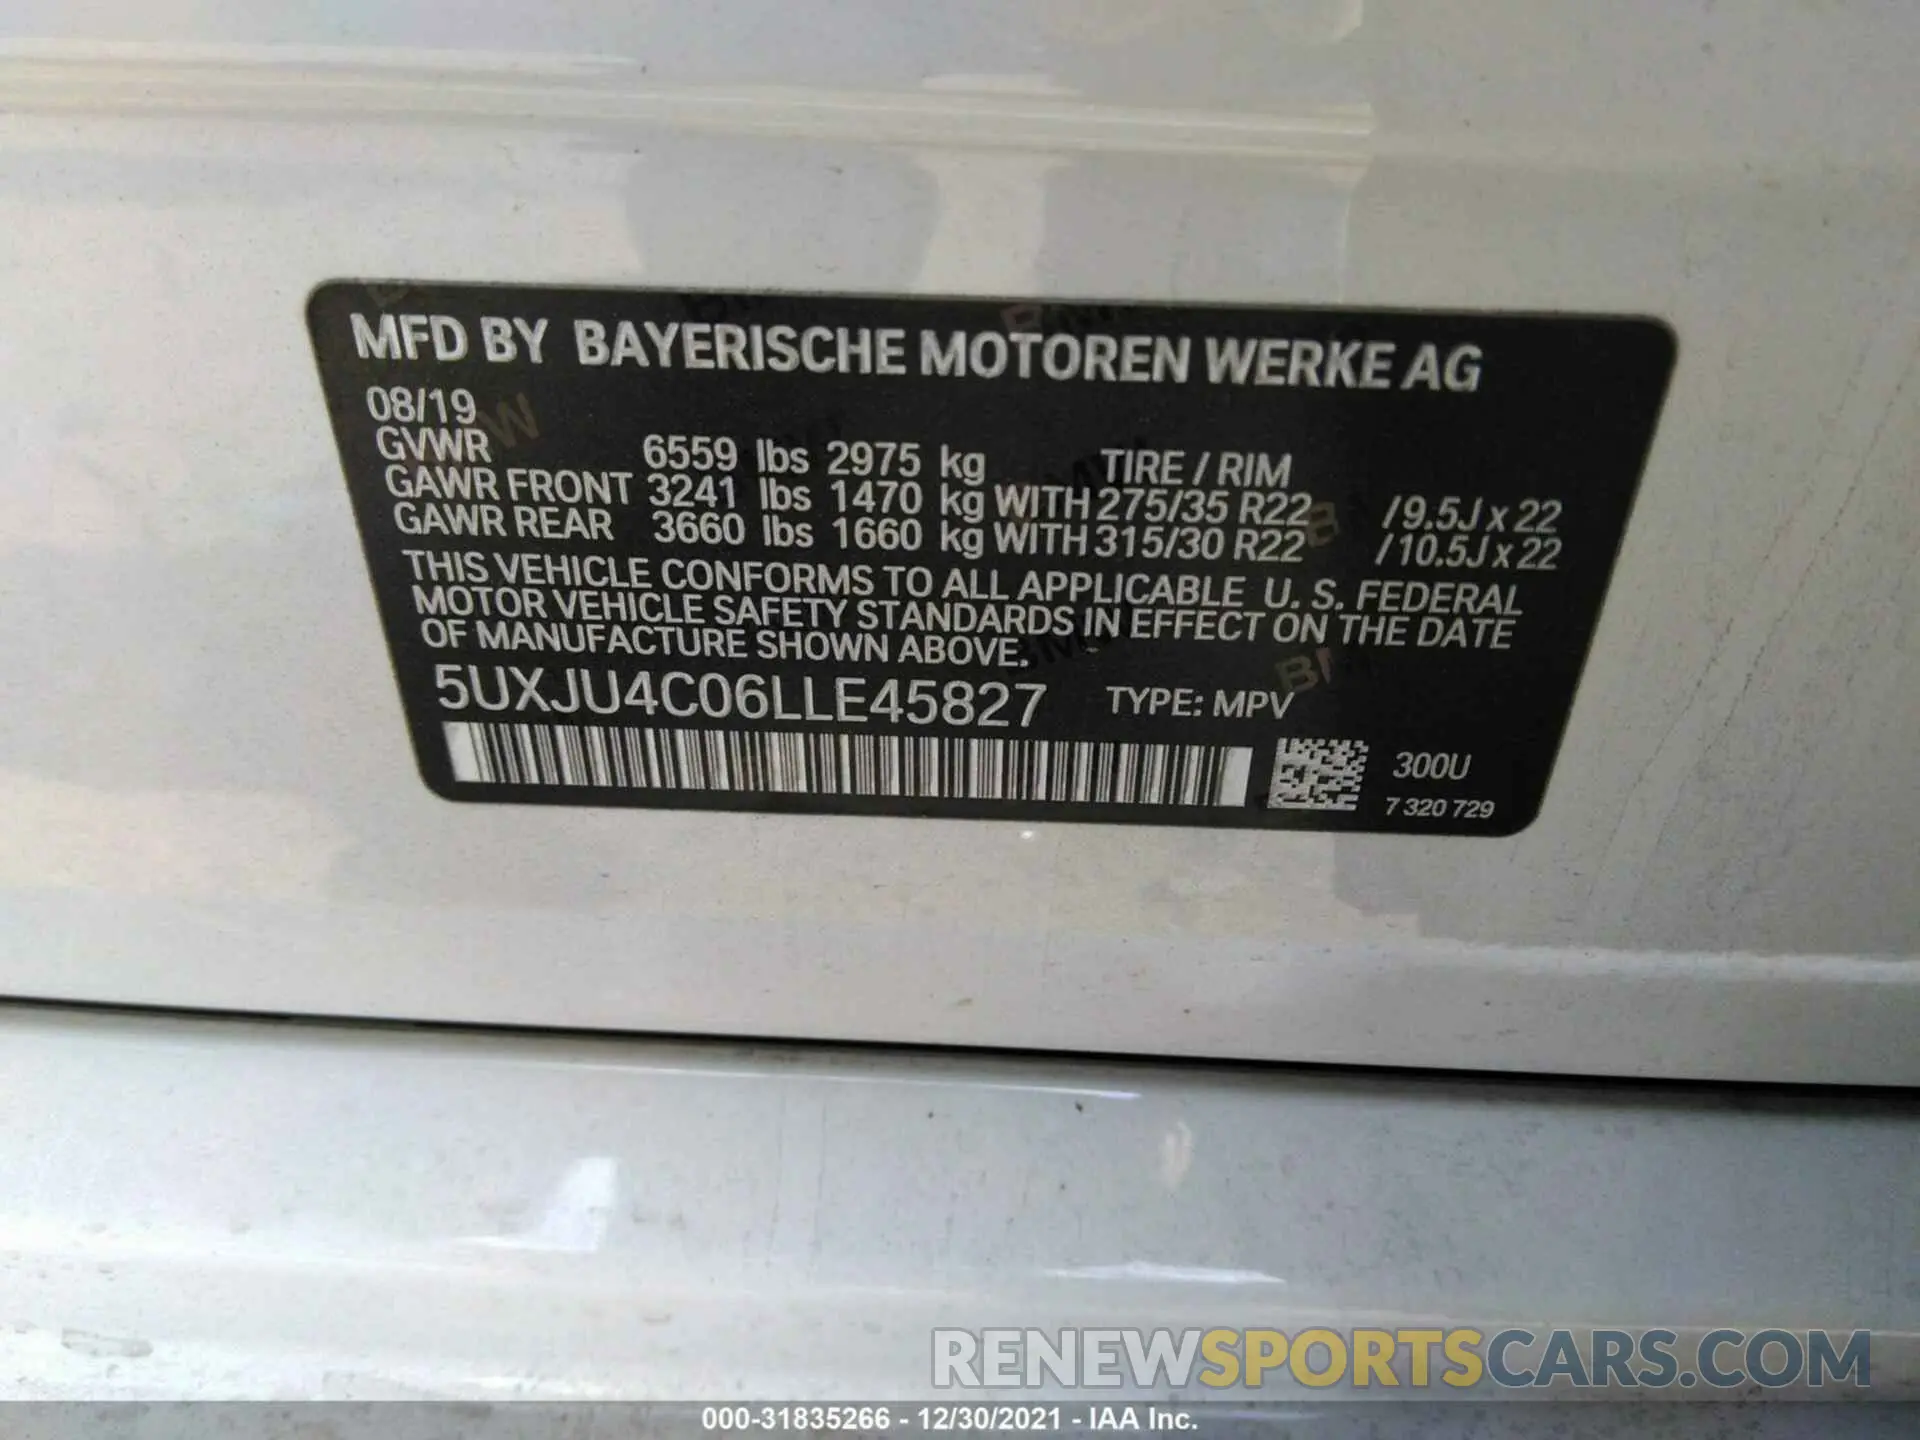 MFD BY BAYERISCHE MOTOREN WERKE AG
08/19
GVWR 6559 lbs 2975 kg TIRE / RIM
GAWR FRONT 3241 lbs 1470 kg WITH 275/35 R22 /9.5J x 22
GAWR REAR 3660 lbs 1660 kg WITH 315/30 R22 /10.5J x 22
THIS VEHICLE CONFORMS TO ALL APPLICABLE U. S. FEDERAL
MOTOR VEHICLE SAFETY STANDARDS IN EFFECT ON THE DATE
OF MANUFACTURE SHOWN ABOVE.
5UXJU4C06LLE45827 TYPE: MPV
300U
7 320 729
RENEWSPORTSCARS.COM
000-31835266 - 12/30/2021 - IAA Inc.